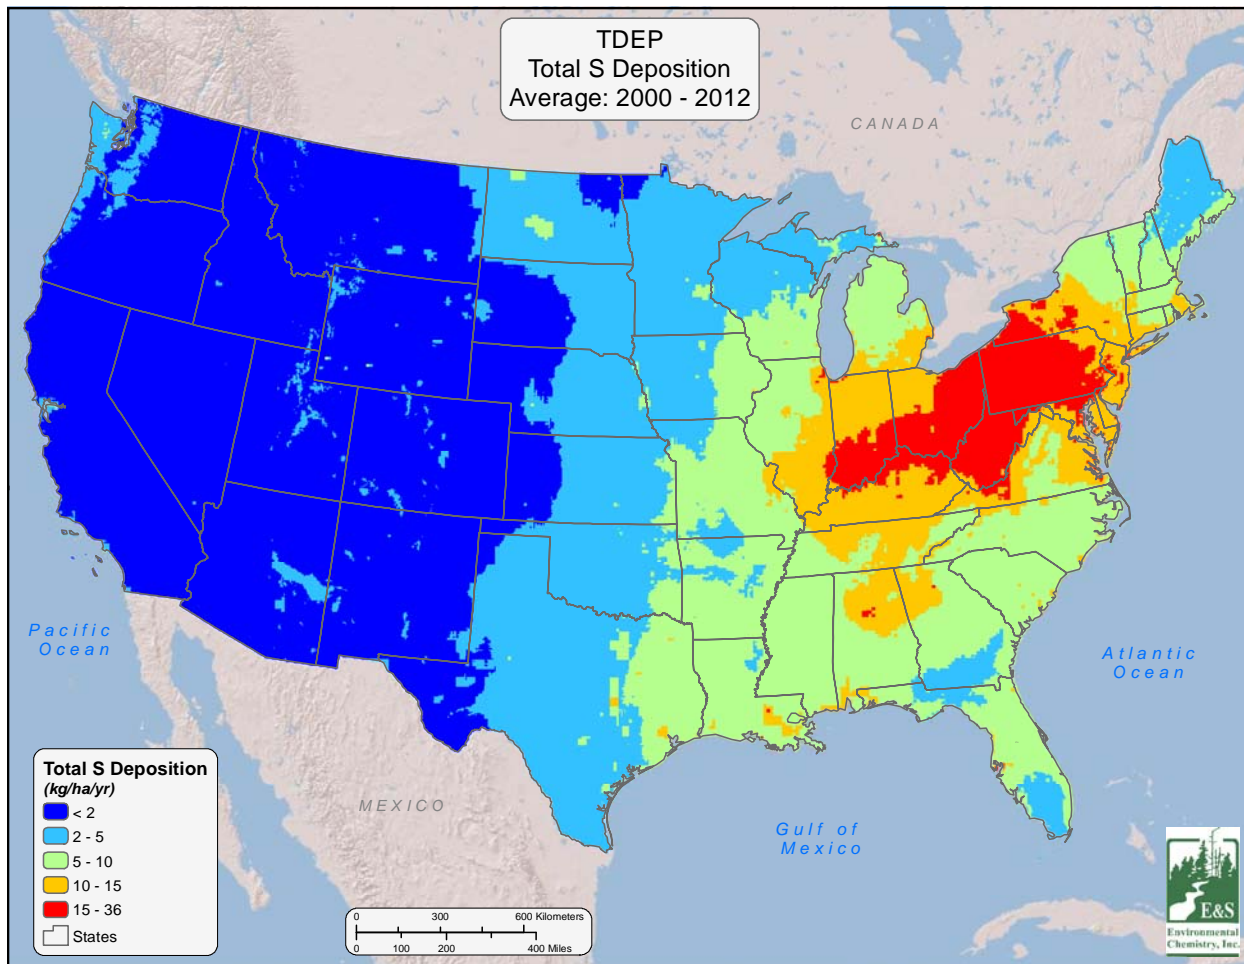 TDEP
Total S Deposition
Average: 2000 - 2012
CANADA
Pacific
Ocean
Atlantic
Ocean
MEXICO
Gulf of
Mexico
Total S Deposition
(kg/ha/yr)
< 2
2 - 5
5 - 10
10 - 15
15 - 36
States
0 300 600 Kilometers
0 100 200 400 Miles
E&S
Environmental
Chemistry, Inc.